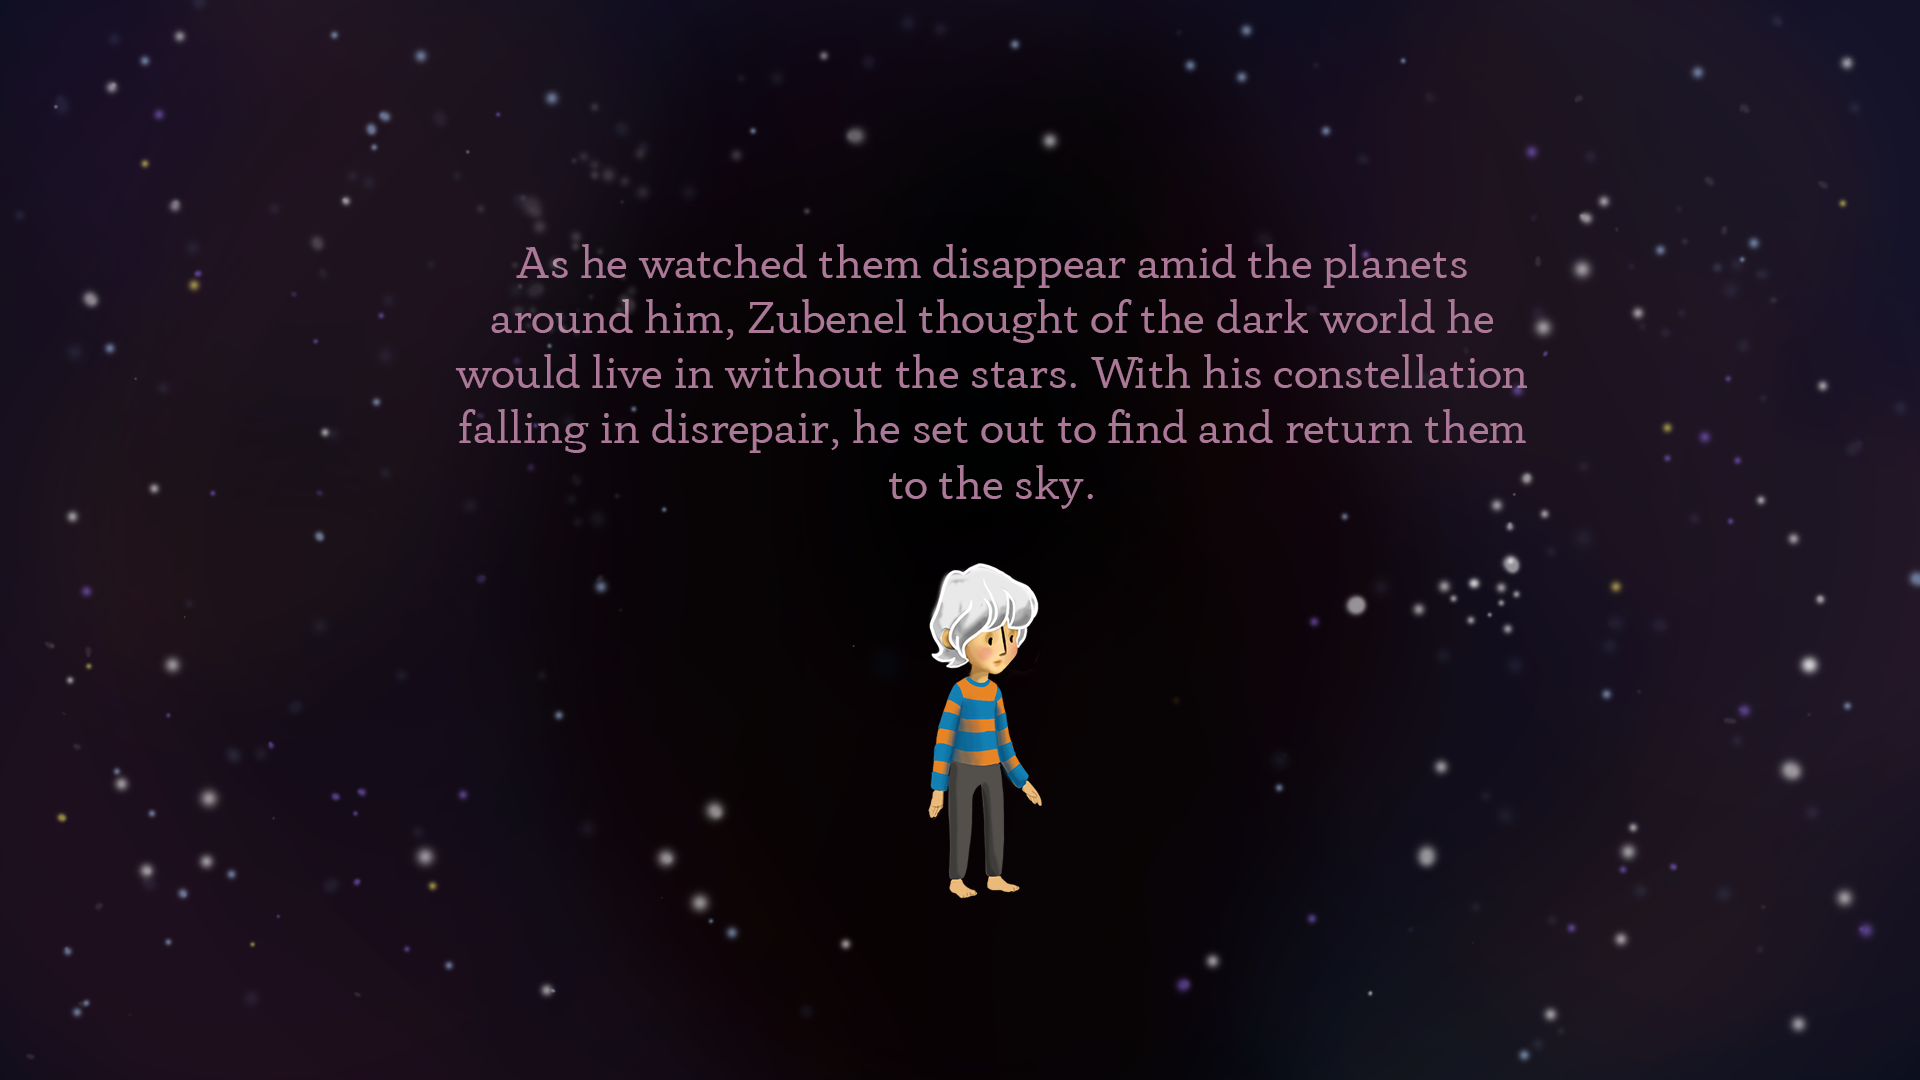 As he watched them disappear amid the planets
around him, Zubenel thought of the dark world he
would live in without the stars. With his constellation
falling in disrepair, he set out to find and return them
to the sky.